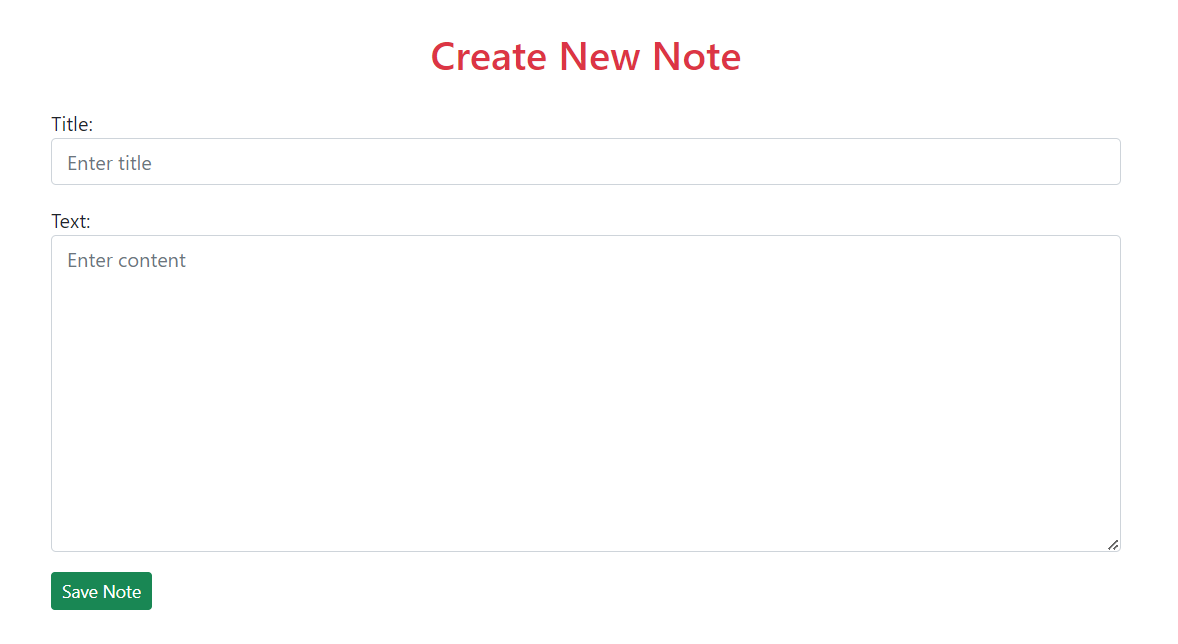 Create New Note
Title:
Enter title
Text:
Enter content
Save Note